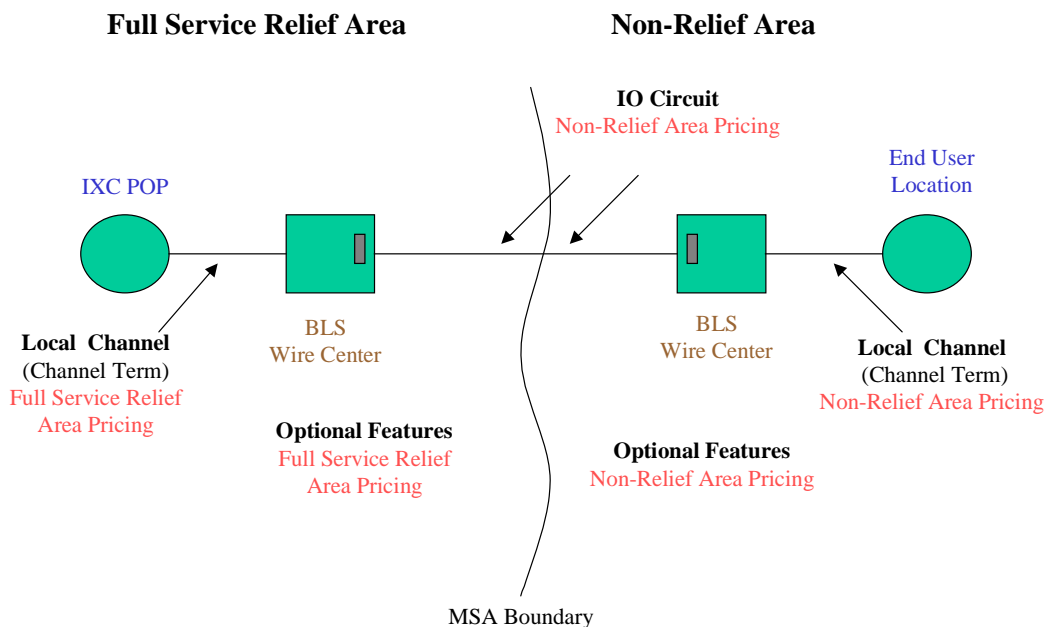 Full Service Relief Area
Non-Relief Area
IO Circuit
Non-Relief Area Pricing
IXC POP
End User
Location
BLS
Wire Center
BLS
Wire Center
Local Channel
(Channel Term)
Full Service Relief
Area Pricing
Local Channel
(Channel Term)
Non-Relief Area Pricing
Optional Features
Full Service Relief
Area Pricing
Optional Features
Non-Relief Area Pricing
MSA Boundary